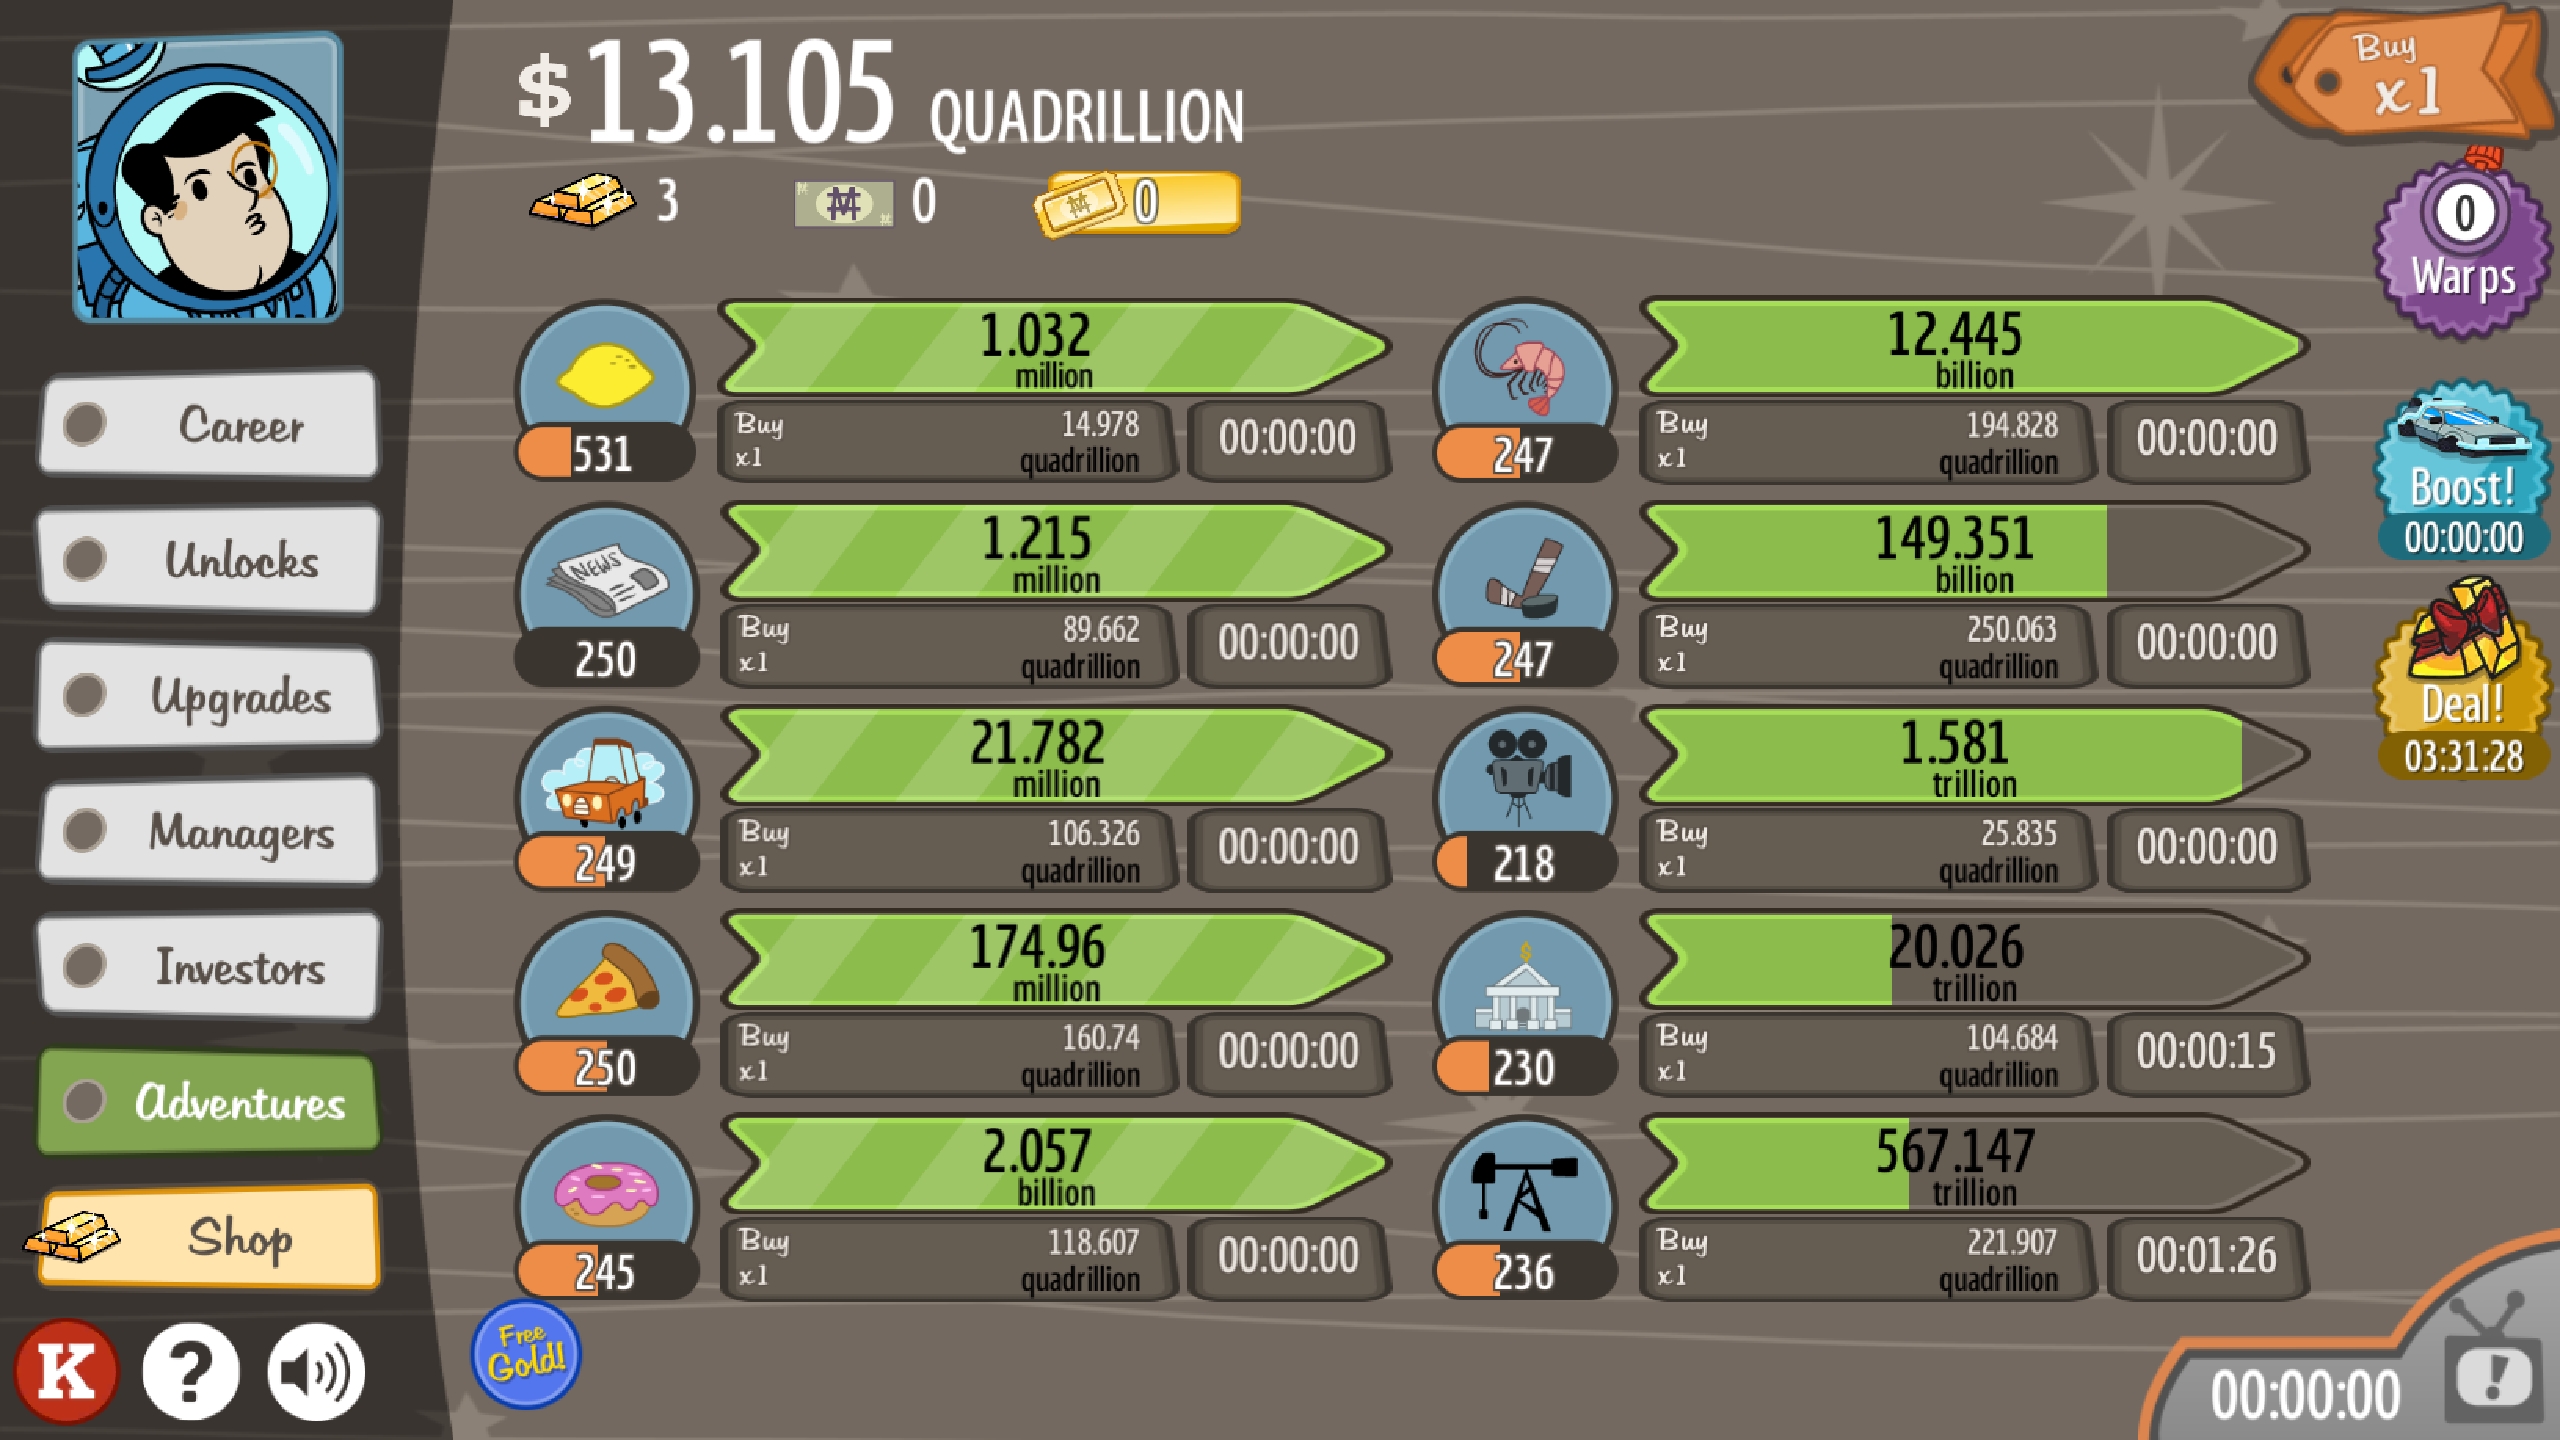 $13.105 QUADRILLION
Buy
x1
3
0
0
0
Warps
Boost!
00:00:00
Deal!
03:31:28
Career
Unlocks
Upgrades
Managers
Investors
Adventures
Shop
K
?
531
1.032
million
Buy
x1
14.978
quadrillion
00:00:00
NEWS
250
1.215
million
Buy
x1
89.662
quadrillion
00:00:00
249
21.782
million
Buy
x1
106.326
quadrillion
00:00:00
250
174.96
million
Buy
x1
160.74
quadrillion
00:00:00
245
2.057
billion
Buy
x1
118.607
quadrillion
00:00:00
247
12.445
billion
Buy
x1
194.828
quadrillion
00:00:00
247
149.351
billion
Buy
x1
250.063
quadrillion
00:00:00
218
1.581
trillion
Buy
x1
25.835
quadrillion
00:00:00
$
230
20.026
trillion
Buy
x1
104.684
quadrillion
00:00:15
236
567.147
trillion
Buy
x1
221.907
quadrillion
00:01:26
Free
Gold!
00:00:00
!